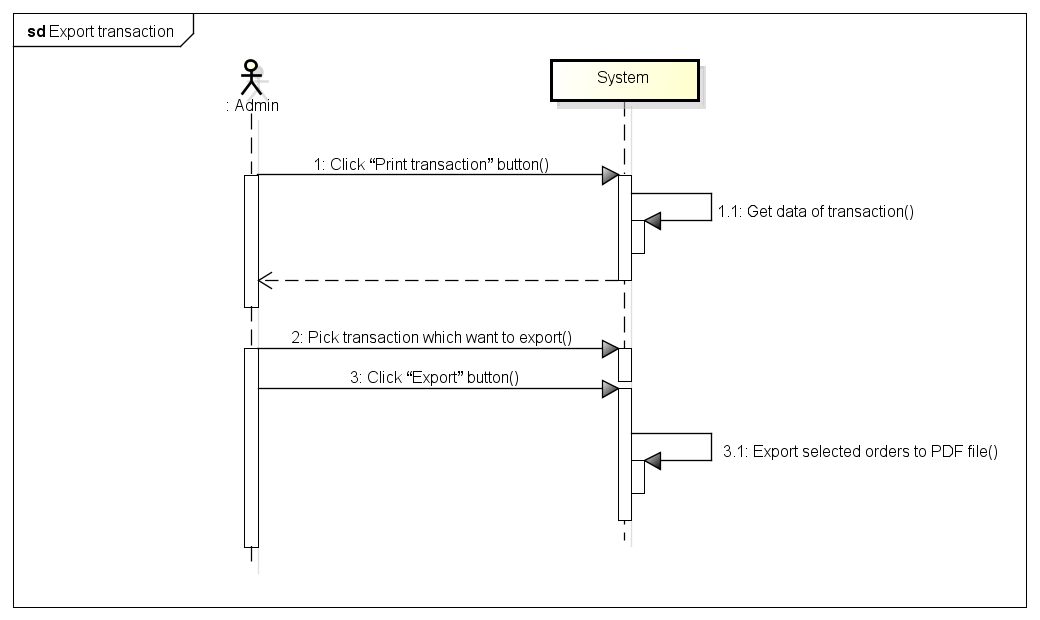 sd Export transaction
System
: Admin
1: Click “Print transaction” button()
1.1: Get data of transaction()
2: Pick transaction which want to export()
3: Click “Export” button()
3.1: Export selected orders to PDF file()